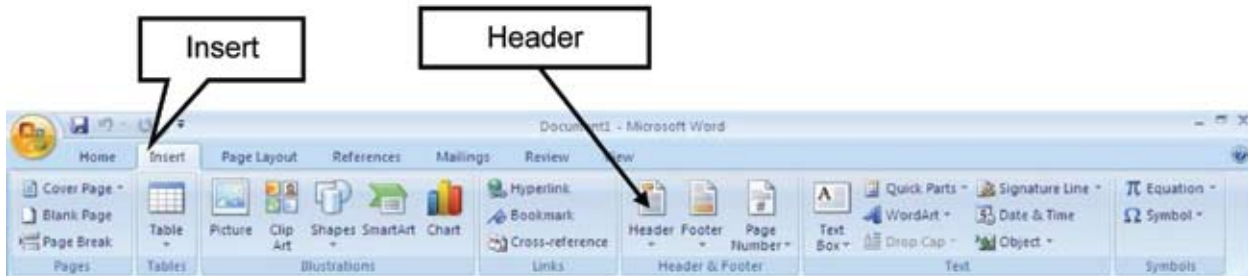 Insert
Header
Document1 - Microsoft Word
Home Insert Page Layout References Mailings Review View
Cover Page
Blank Page
Page Break
Pages
Table
Tables
Picture Clip Art Shapes SmartArt Chart
Illustrations
Hyperlink
Bookmark
Cross-reference
Links
Header Footer Page Number
Header & Footer
A
Text Box
Quick Parts Signature Line
WordArt Date & Time
Drop Cap Object
Text
π Equation
Ω Symbol
Symbols